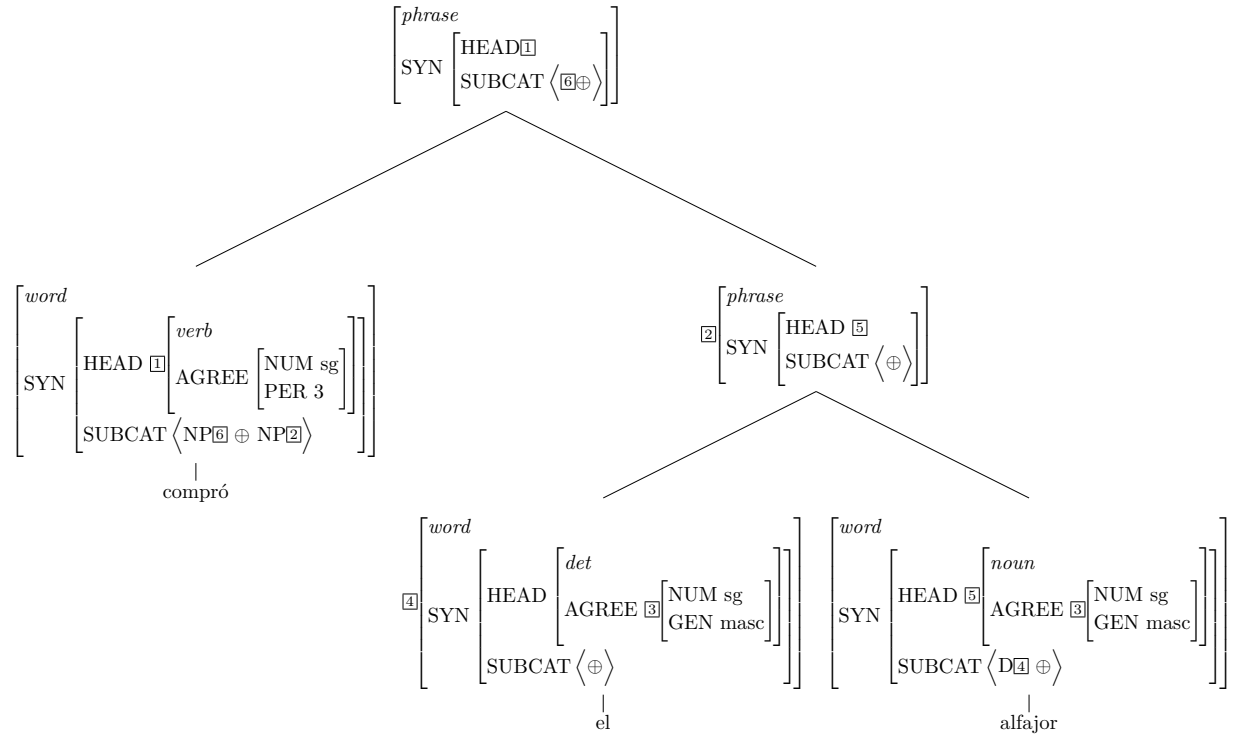 phrase
SYN
HEAD 1
SUBCAT ⟨6⊕⟩
word
SYN
HEAD 1
verb
AGREE
NUM sg
PER 3
SUBCAT ⟨NP6 ⊕ NP2⟩
compró
2
phrase
SYN
HEAD 5
SUBCAT ⟨⊕⟩
4
word
SYN
HEAD
det
AGREE 3
NUM sg
GEN masc
SUBCAT ⟨⊕⟩
el
word
SYN
HEAD 5
noun
AGREE 3
NUM sg
GEN masc
SUBCAT ⟨D4 ⊕⟩
alfajor